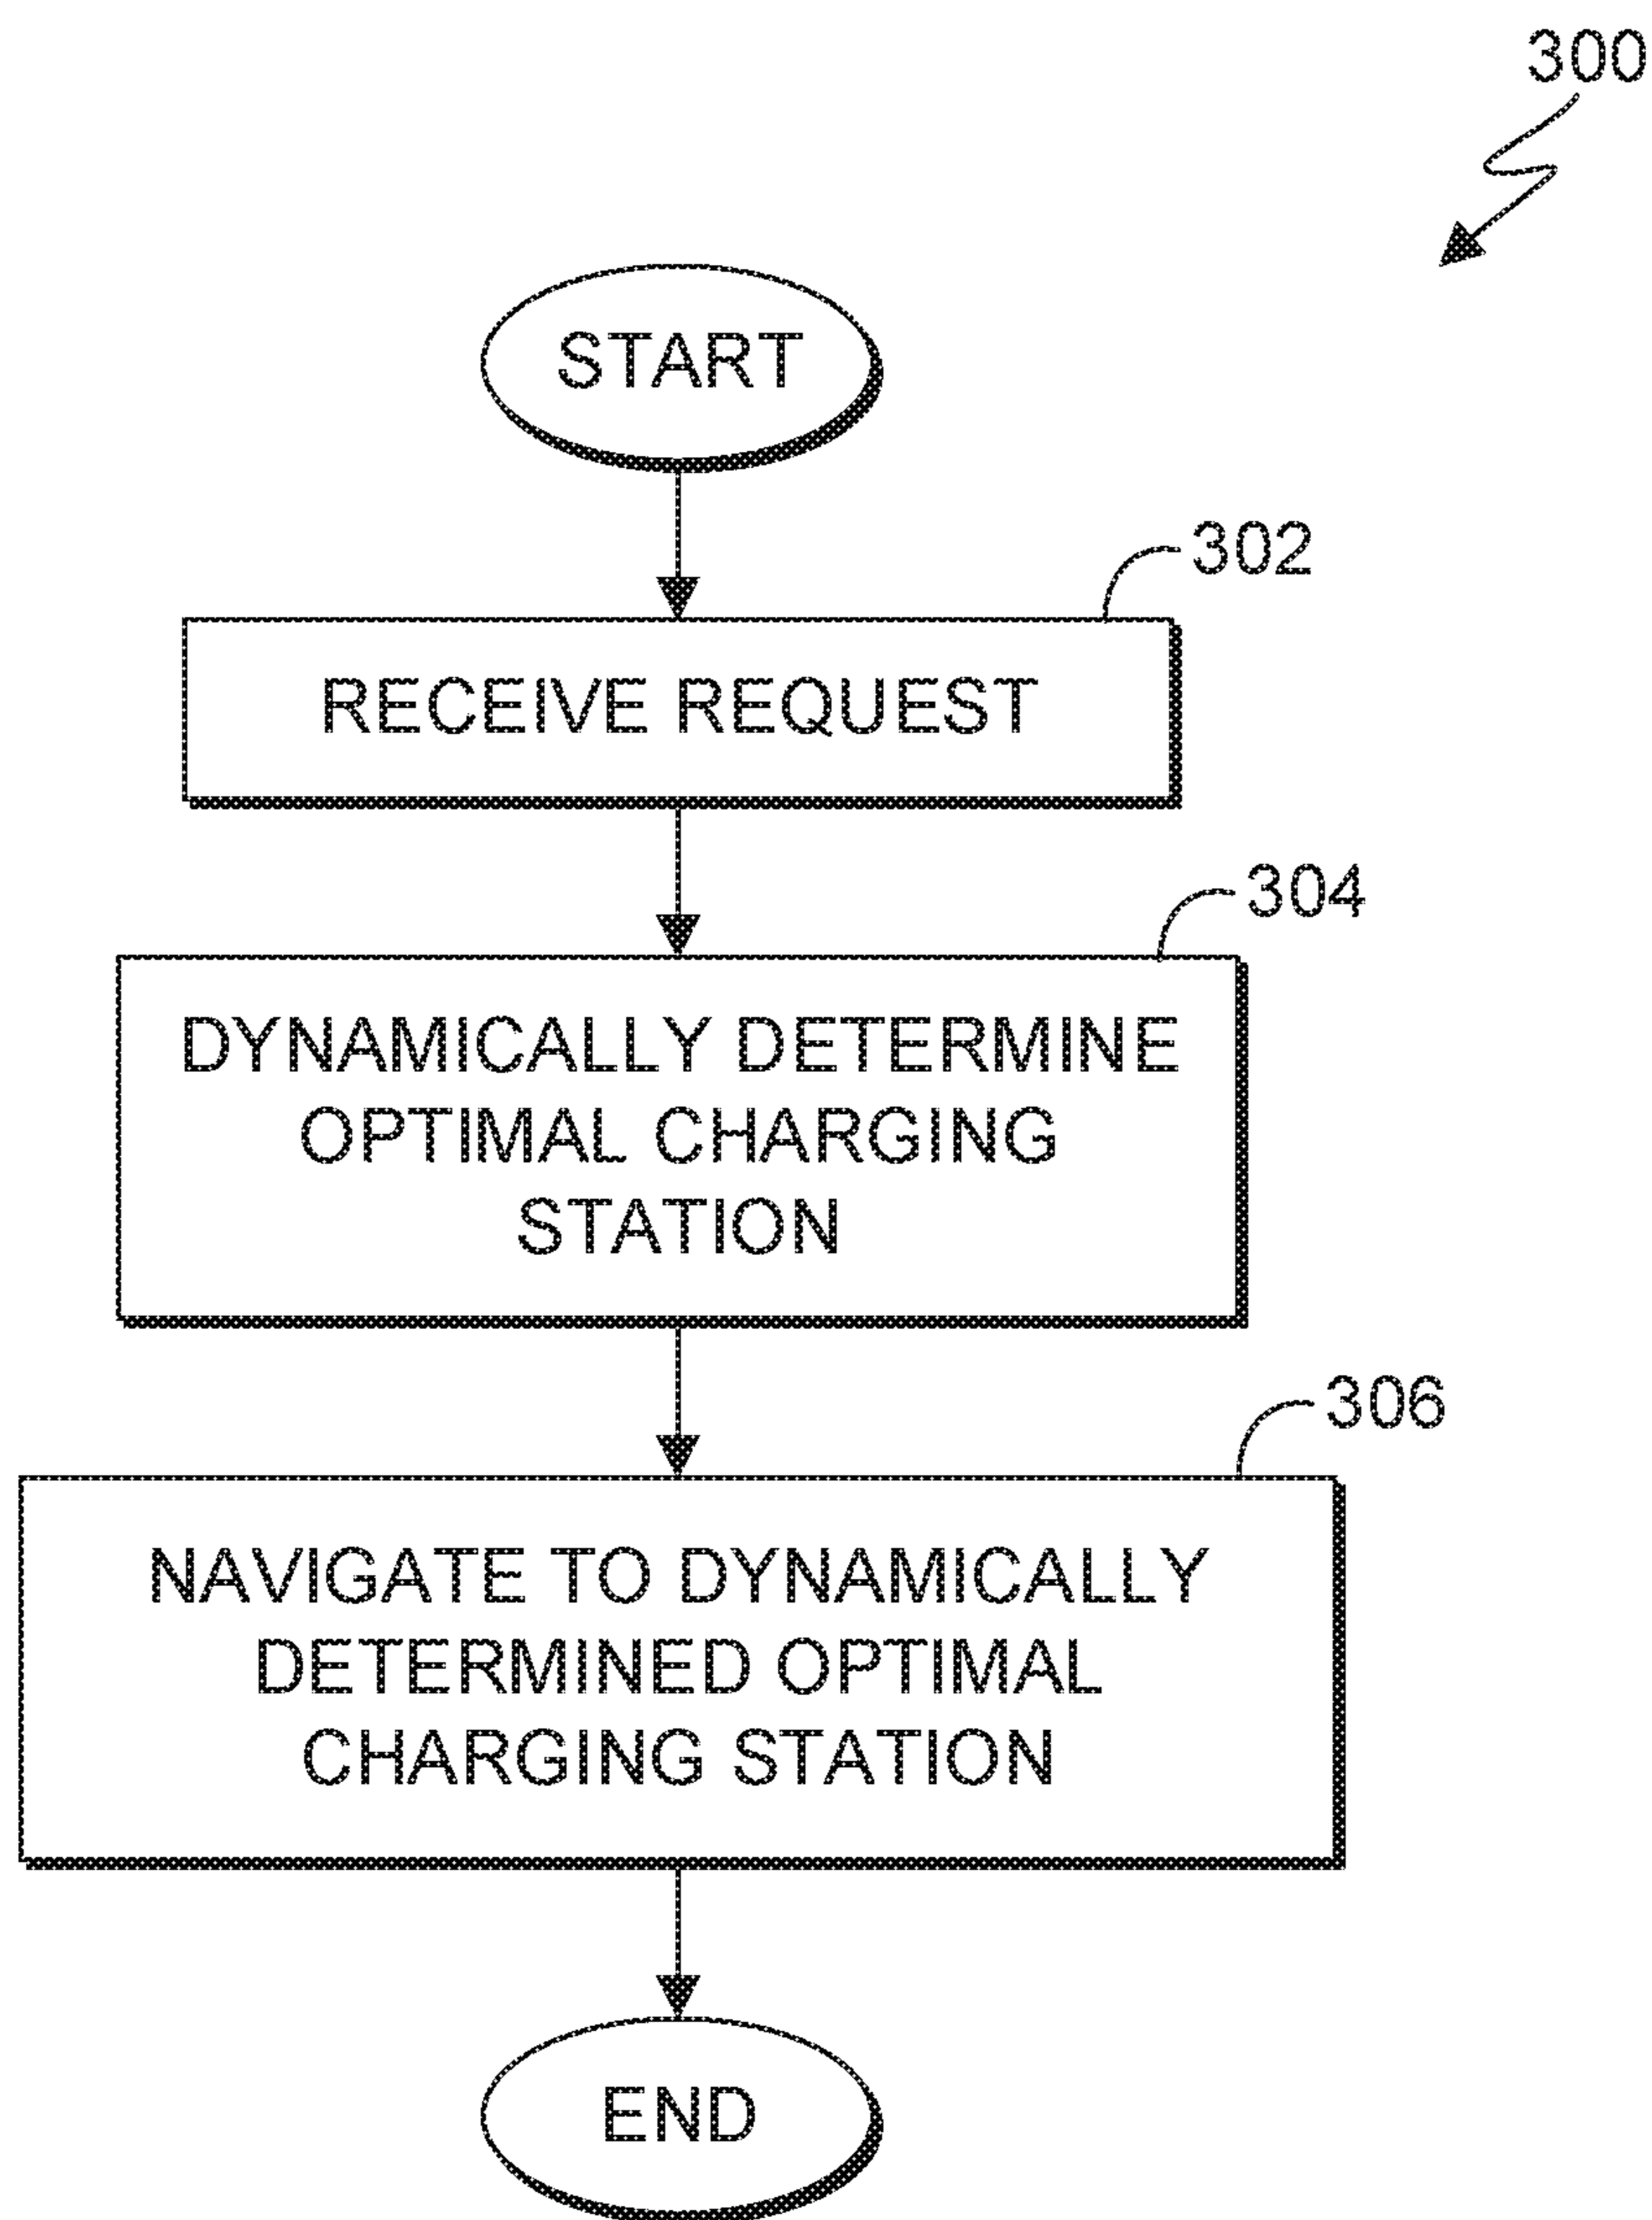 300
START
302
RECEIVE REQUEST
304
DYNAMICALLY DETERMINE
OPTIMAL CHARGING
STATION
306
NAVIGATE TO DYNAMICALLY
DETERMINED OPTIMAL
CHARGING STATION
END